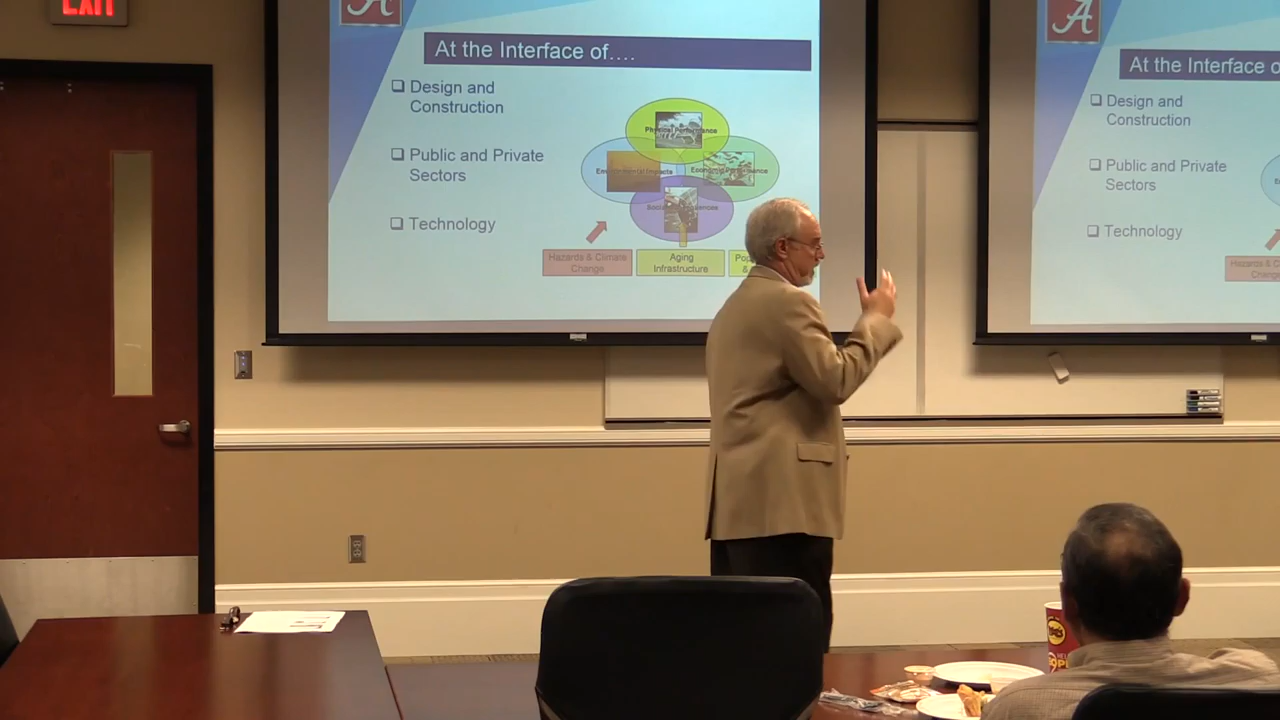 EXIT
A
At the Interface of....
Design and
Construction
Public and Private
Sectors
Technology
Physical Performance
Environmental Impacts
Economic
Hazards & Climate
Change
Aging
Infrastructure
&
A
At the Interface o
Design and
Construction
Public and Private
Sectors
Technology